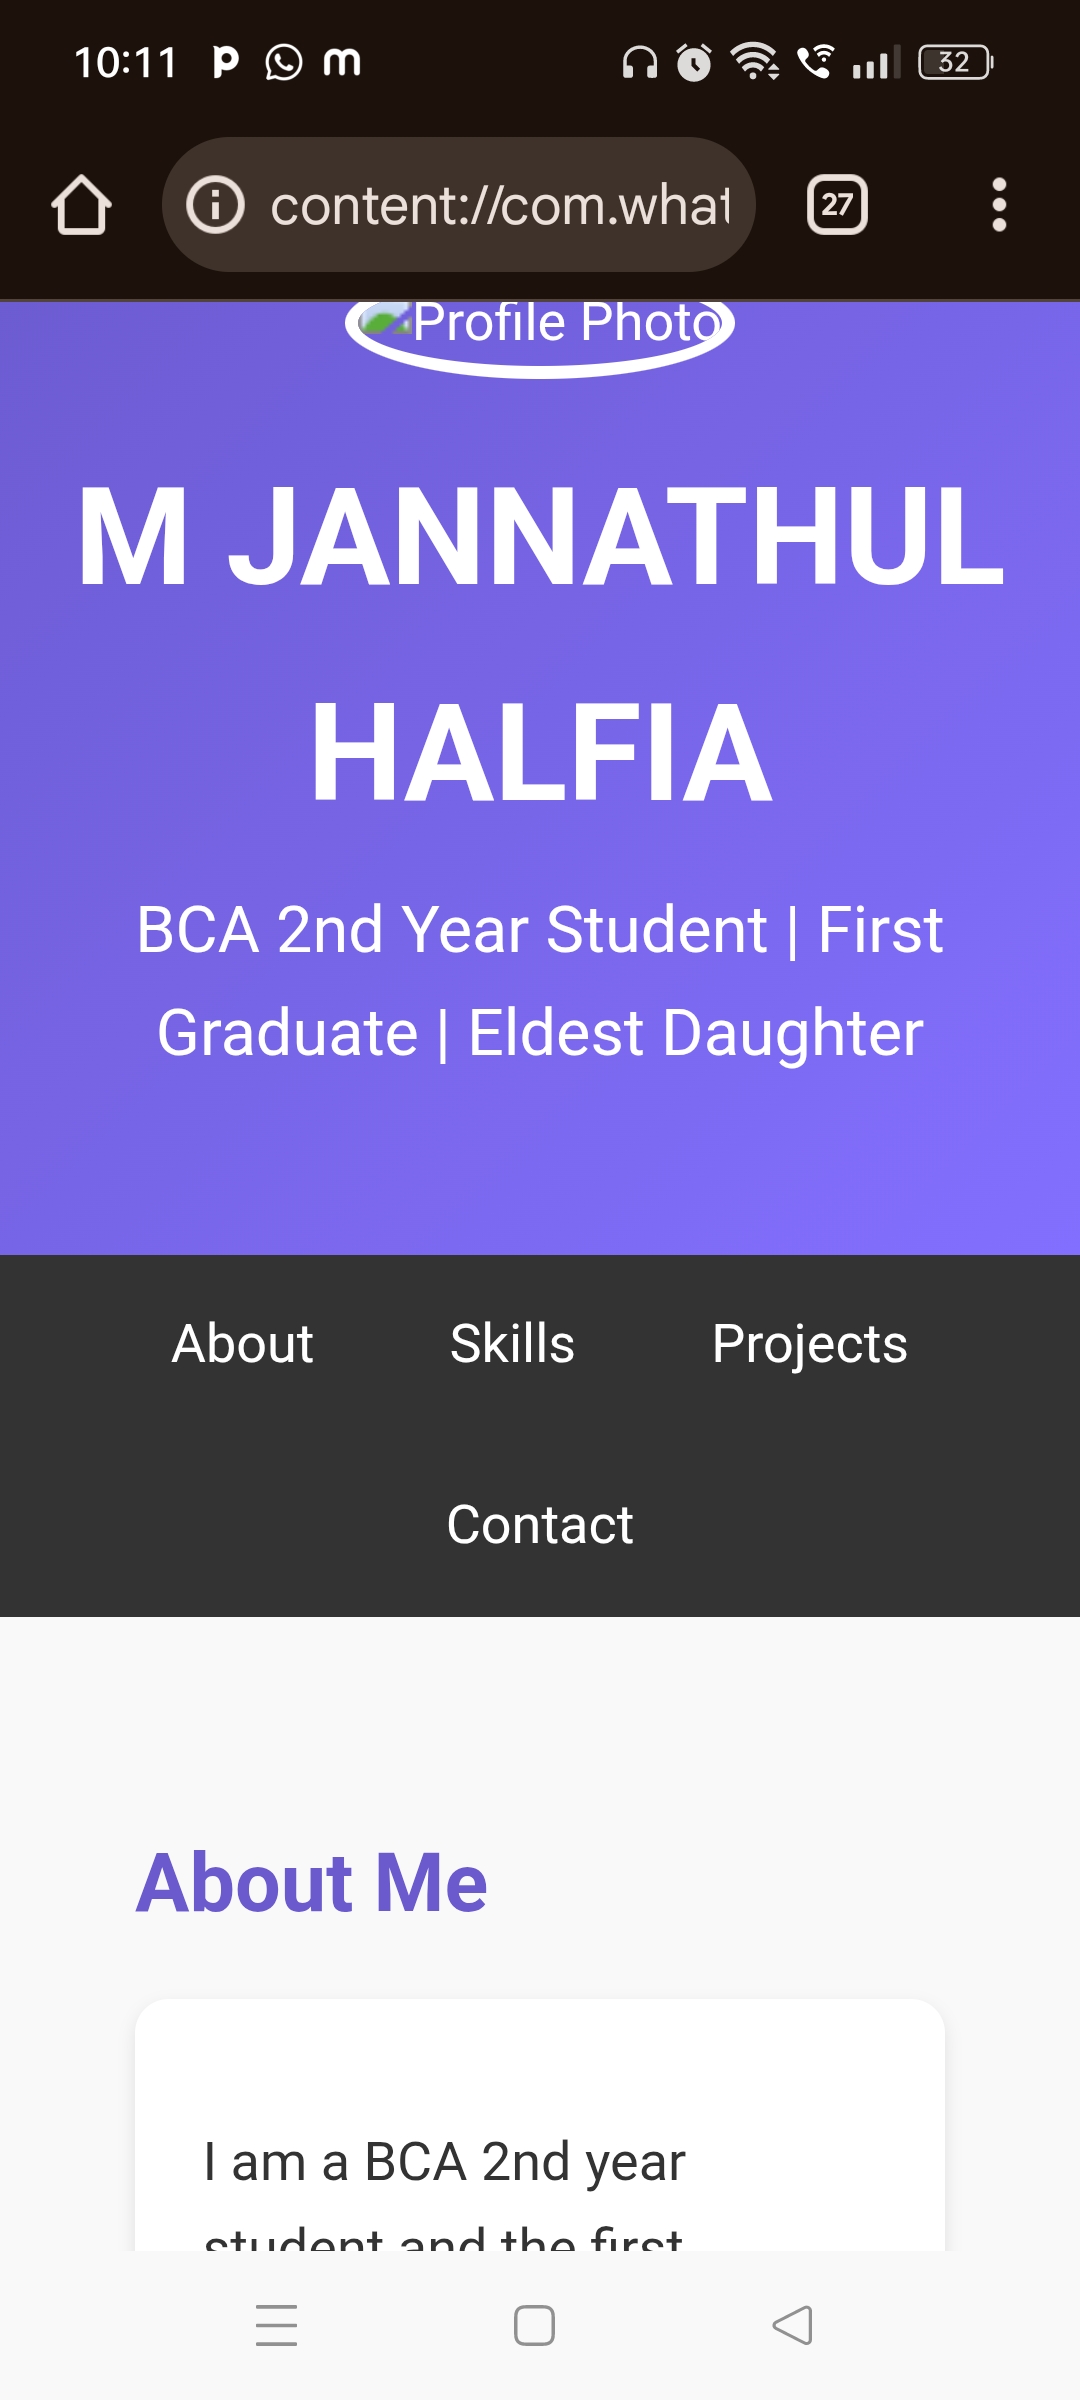 10:11
32
content://com.what
27
Profile Photo
M JANNATHUL
HALFIA
BCA 2nd Year Student | First
Graduate | Eldest Daughter
About Skills Projects
Contact
About Me
I am a BCA 2nd year
student and the first